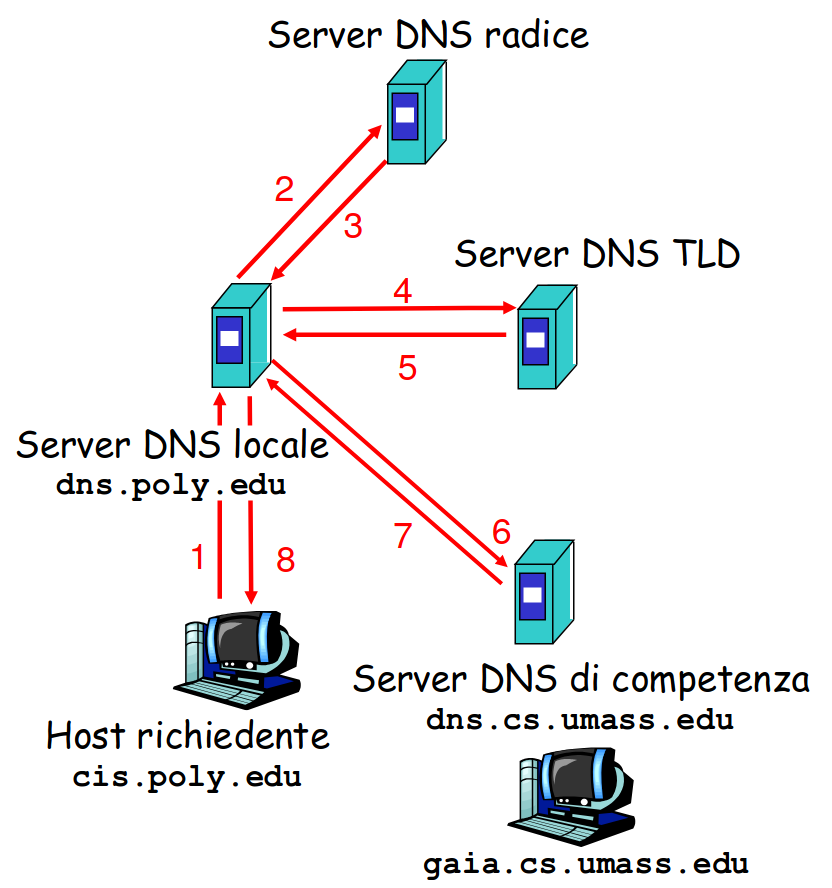 Server DNS radice
2
3
Server DNS TLD
4
5
Server DNS locale
dns.poly.edu
7
6
1
8
Server DNS di competenza
dns.cs.umass.edu
Host richiedente
cis.poly.edu
gaia.cs.umass.edu